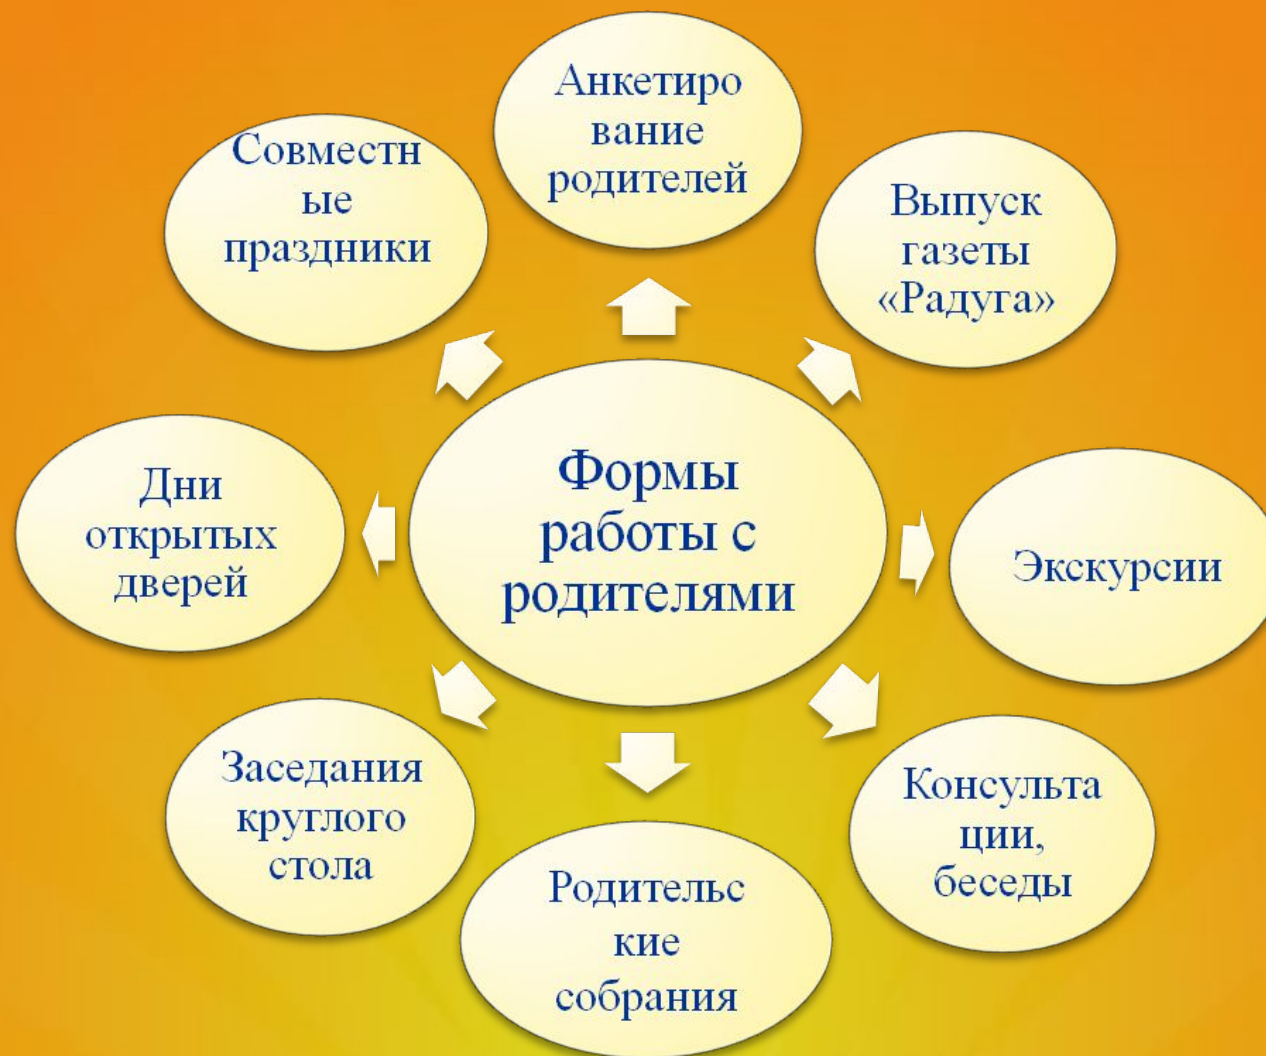 Анкетиро
вание
родителей
Совместн
ые
праздники
Выпуск
газеты
«Радуга»
Дни
открытых
дверей
Формы
работы с
родителями
Экскурсии
Заседания
круглого
стола
Консульта
ции,
беседы
Родительс
кие
собрания